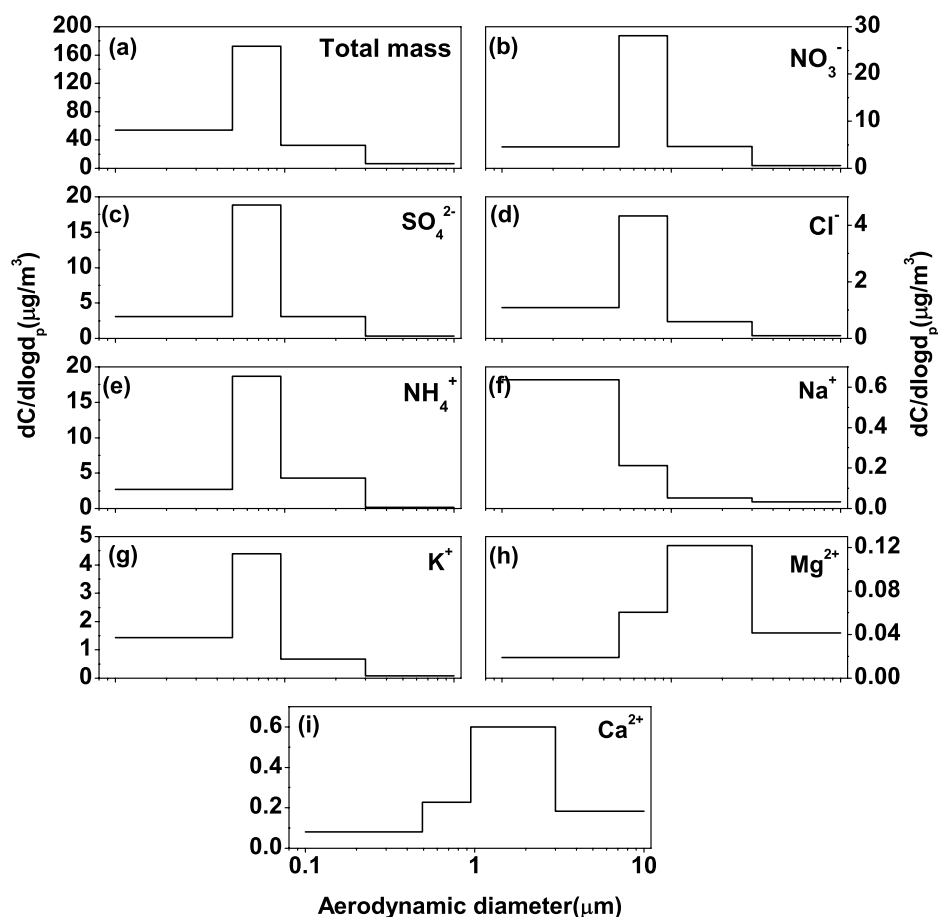 200
160
120
80
40
0
(a)
Total mass
(b)
NO₃⁻
30
20
10
0
20
15
10
5
0
(c)
SO₄²⁻
(d)
Cl⁻
4
2
0
dC/dlogdₚ(μg/m³)
dC/dlogdₚ(μg/m³)
20
15
10
5
0
(e)
NH₄⁺
(f)
Na⁺
0.6
0.4
0.2
0.0
5
4
3
2
1
0
(g)
K⁺
(h)
Mg²⁺
0.12
0.08
0.04
0.00
0.6
0.4
0.2
0.0
(i)
Ca²⁺
0.1
1
10
Aerodynamic diameter(μm)